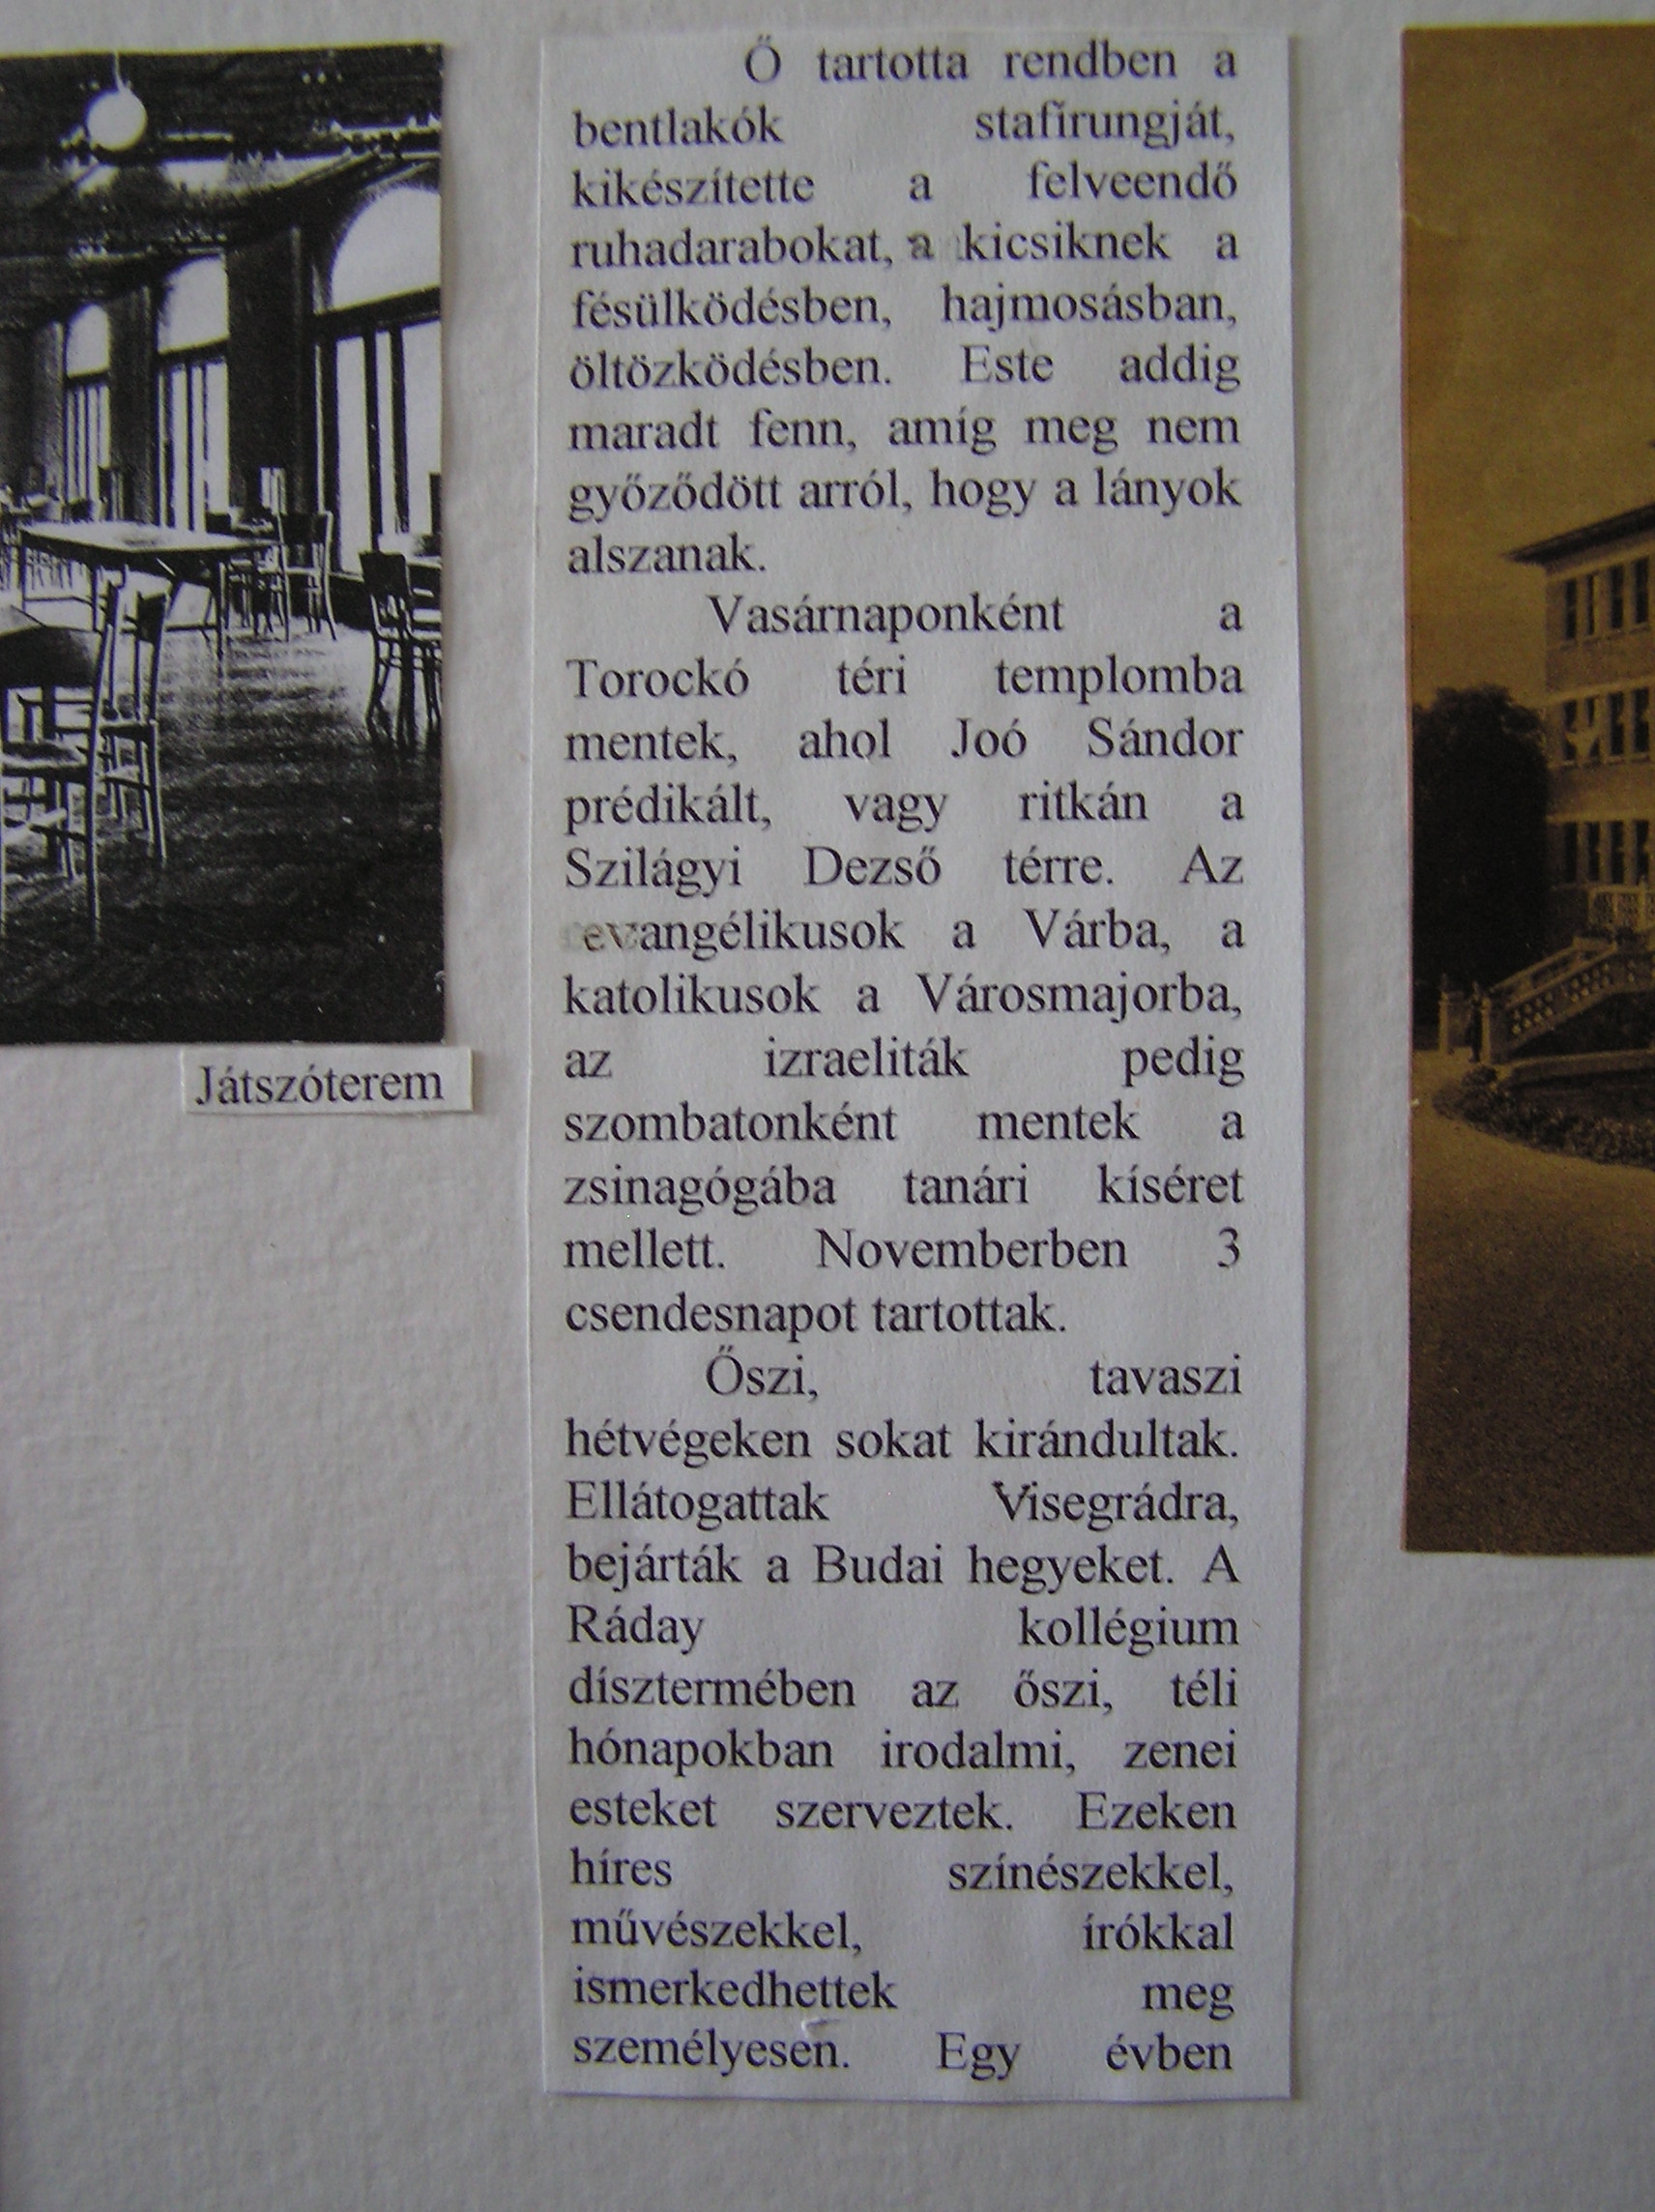 Ő tartotta rendben a
bentlakók stafírungját,
kikészítette a felveendő
ruhadarabokat, a kicsiknek a
fésülködésben, hajmosásban,
öltözködésben. Este addig
maradt fenn, amíg meg nem
győződött arról, hogy a lányok
alszanak.
Vasárnaponként a
Torockó téri templomba
mentek, ahol Joó Sándor
prédikált, vagy ritkán a
Szilágyi Dezső térre. Az
evangélikusok a Várba, a
katolikusok a Városmajorba,
az izraeliták pedig
szombatonként mentek a
zsinagógába tanári kíséret
mellett. Novemberben 3
csendesnapot tartottak.
Őszi, tavaszi
hétvégeken sokat kirándultak.
Ellátogattak Visegrádra,
bejárták a Budai hegyeket. A
Ráday kollégium
dísztermében az őszi, téli
hónapokban irodalmi, zenei
esteket szerveztek. Ezeken
híres színészekkel,
művészekkel, írókkal
ismerkedhettek meg
személyesen. Egy évben
Játszóterem